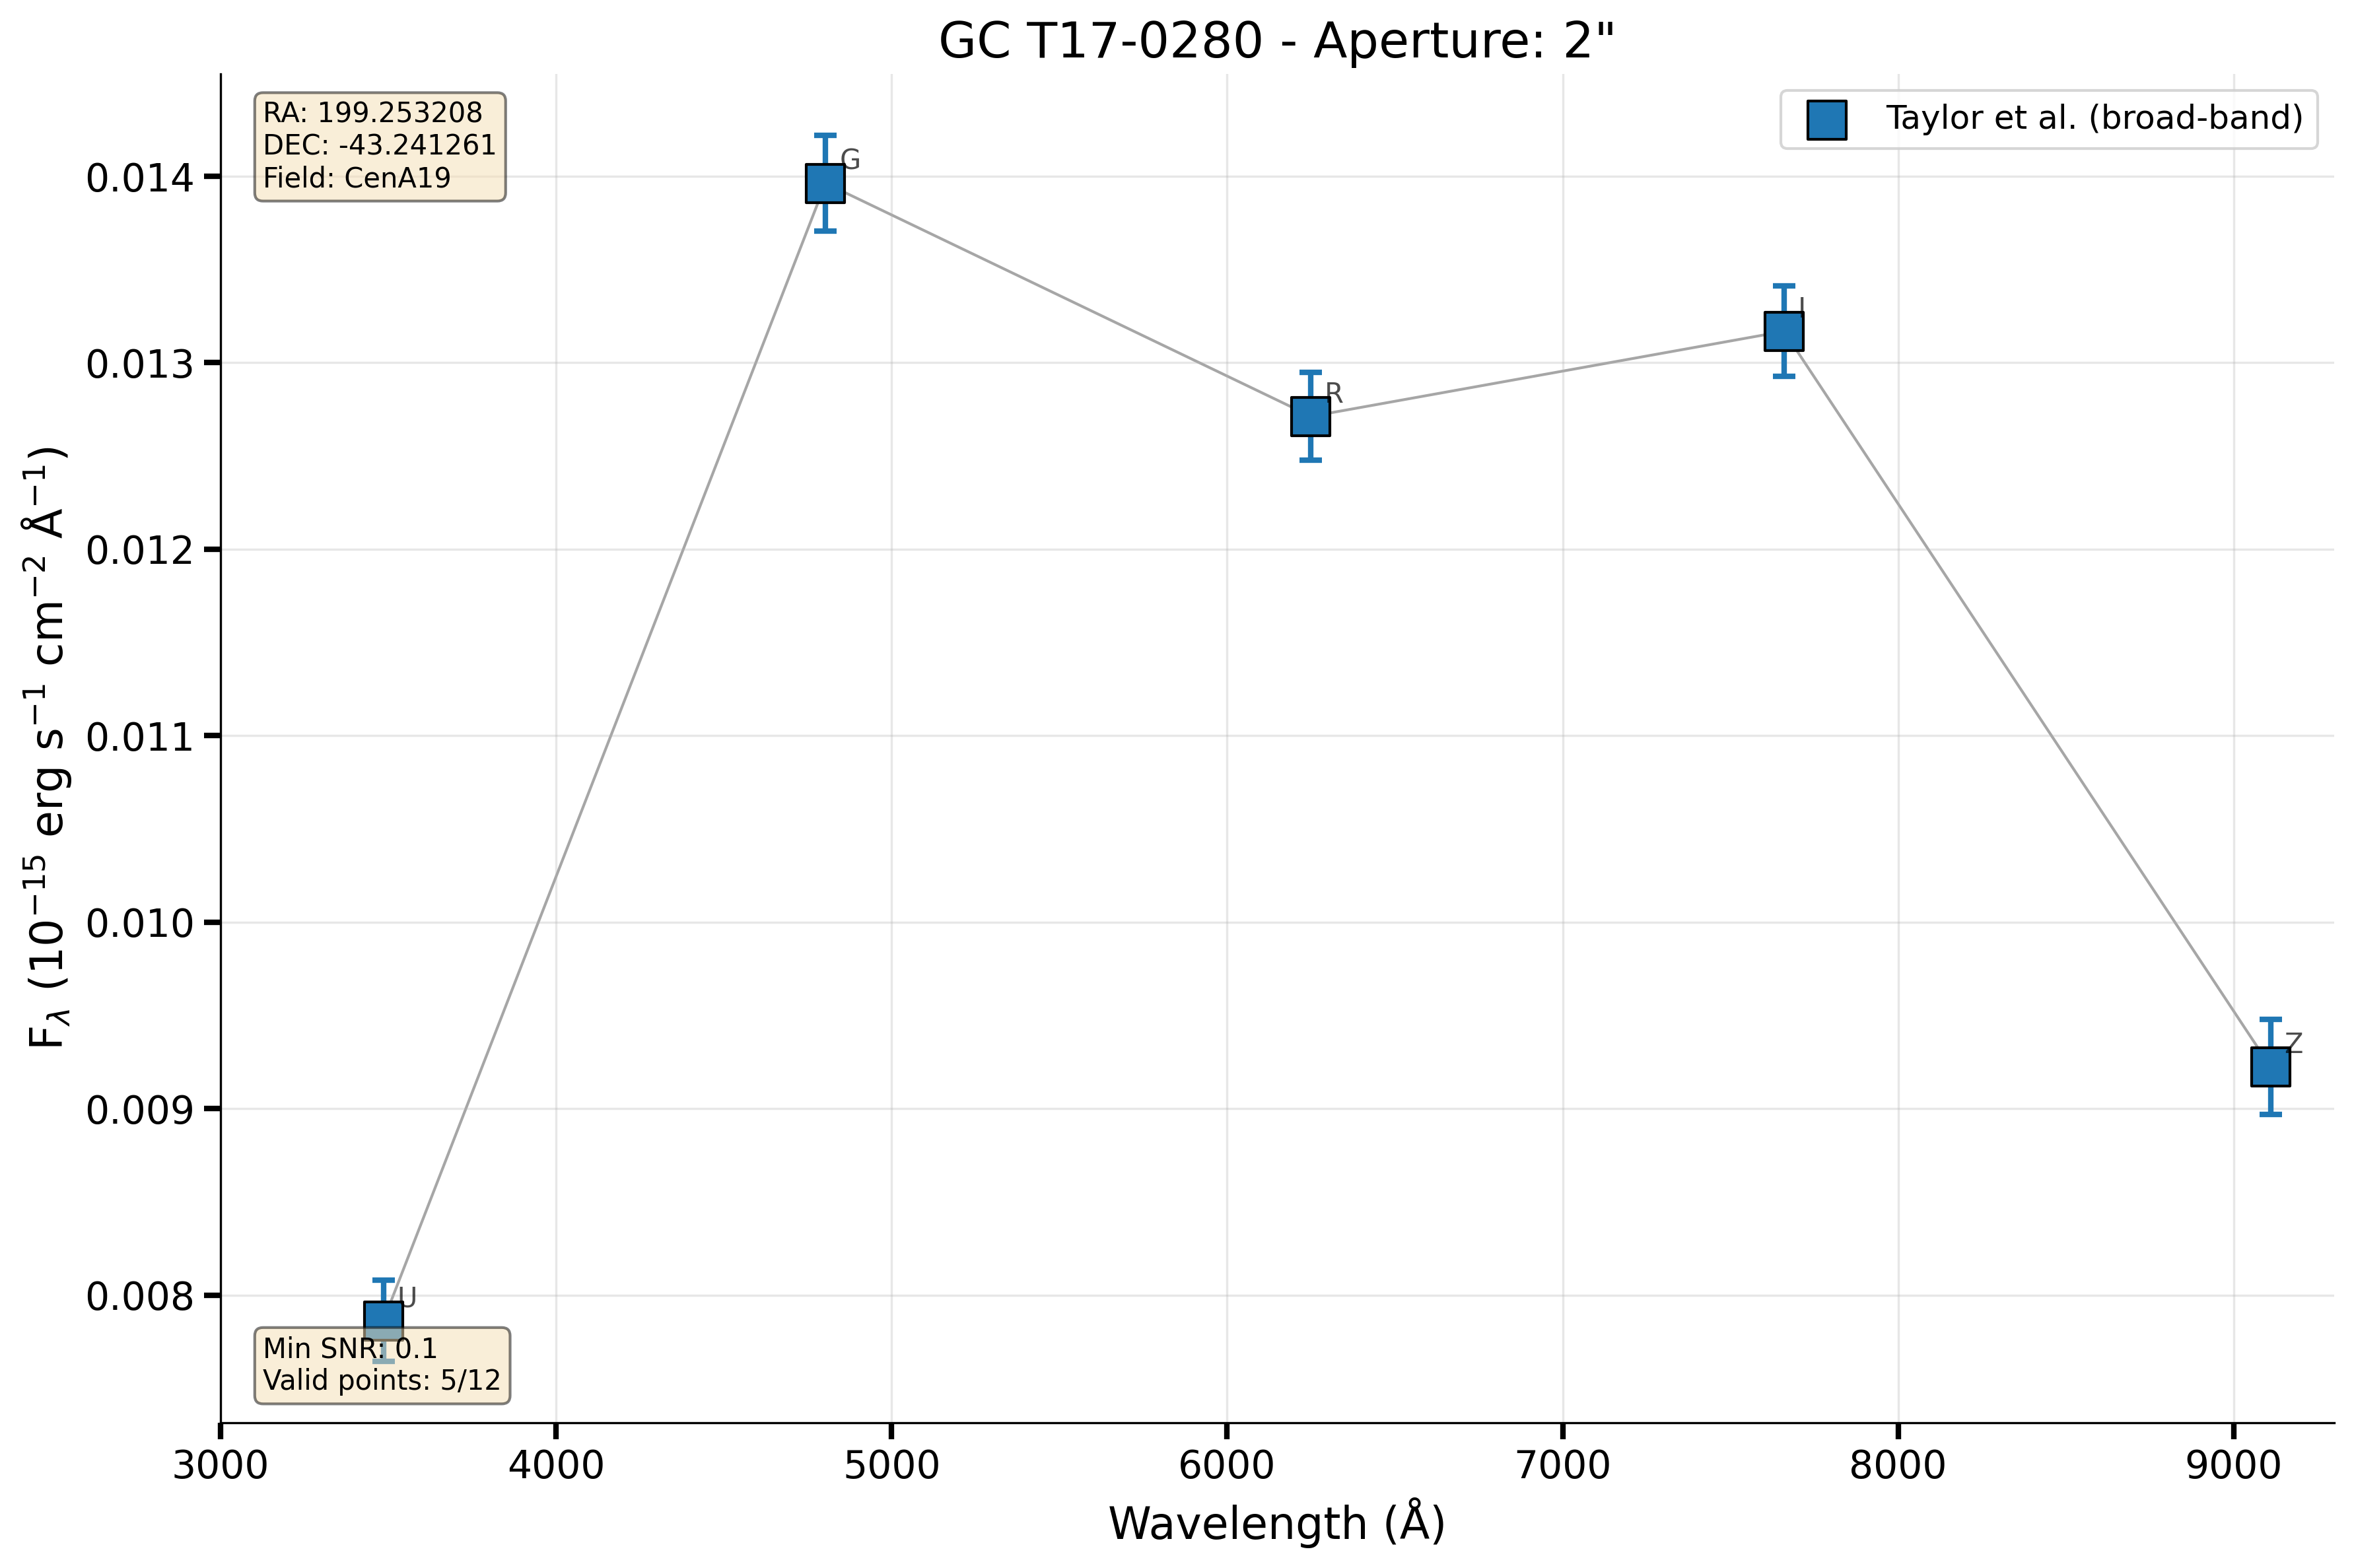 GC T17-0280 - Aperture: 2"
RA: 199.253208
DEC: -43.241261
Field: CenA19
Taylor et al. (broad-band)
G
I
R
Z
U
0.014
0.013
0.012
0.011
0.010
0.009
0.008
F_λ (10⁻¹⁵ erg s⁻¹ cm⁻² Å⁻¹)
Min SNR: 0.1
Valid points: 5/12
3000 4000 5000 6000 7000 8000 9000
Wavelength (Å)